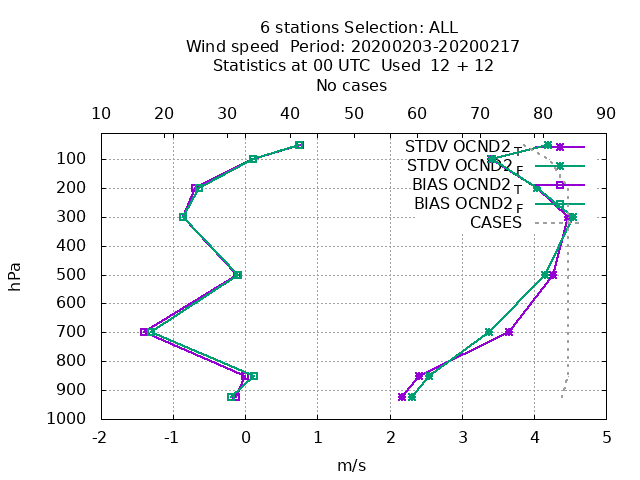 6 stations Selection: ALL
Wind speed  Period: 20200203-20200217
Statistics at 00 UTC  Used  12 + 12
No cases
10 20 30 40 50 60 70 80 90
STDV OCND2_T
STDV OCND2_F
BIAS OCND2_T
BIAS OCND2_F
CASES
hPa
100
200
300
400
500
600
700
800
900
1000
-2 -1 0 1 2 3 4 5
m/s